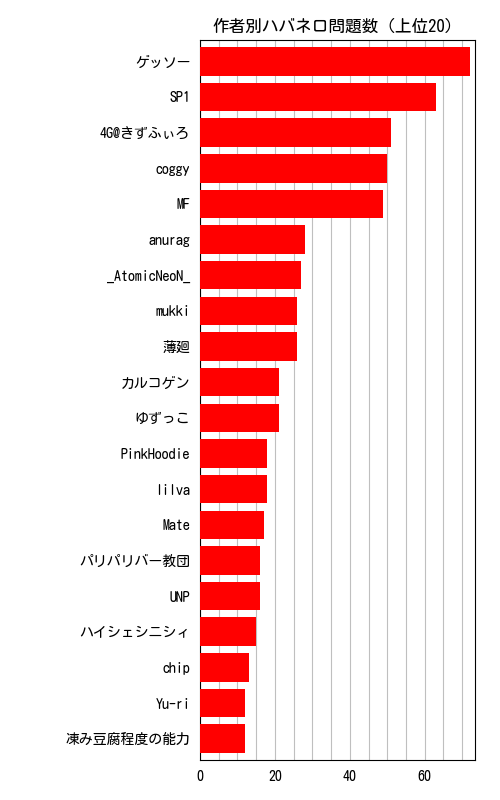 作者別ハバネロ問題数 (上位20)
ゲッソー
SP1
4G@きずふぃろ
coggy
MF
anurag
_AtomicNeoN_
mukki
薄廻
カルコゲン
ゆずっこ
PinkHoodie
lilva
Mate
パリパリバー教団
UNP
ハイシェシニシィ
chip
Yu-ri
凍み豆腐程度の能力
0 20 40 60